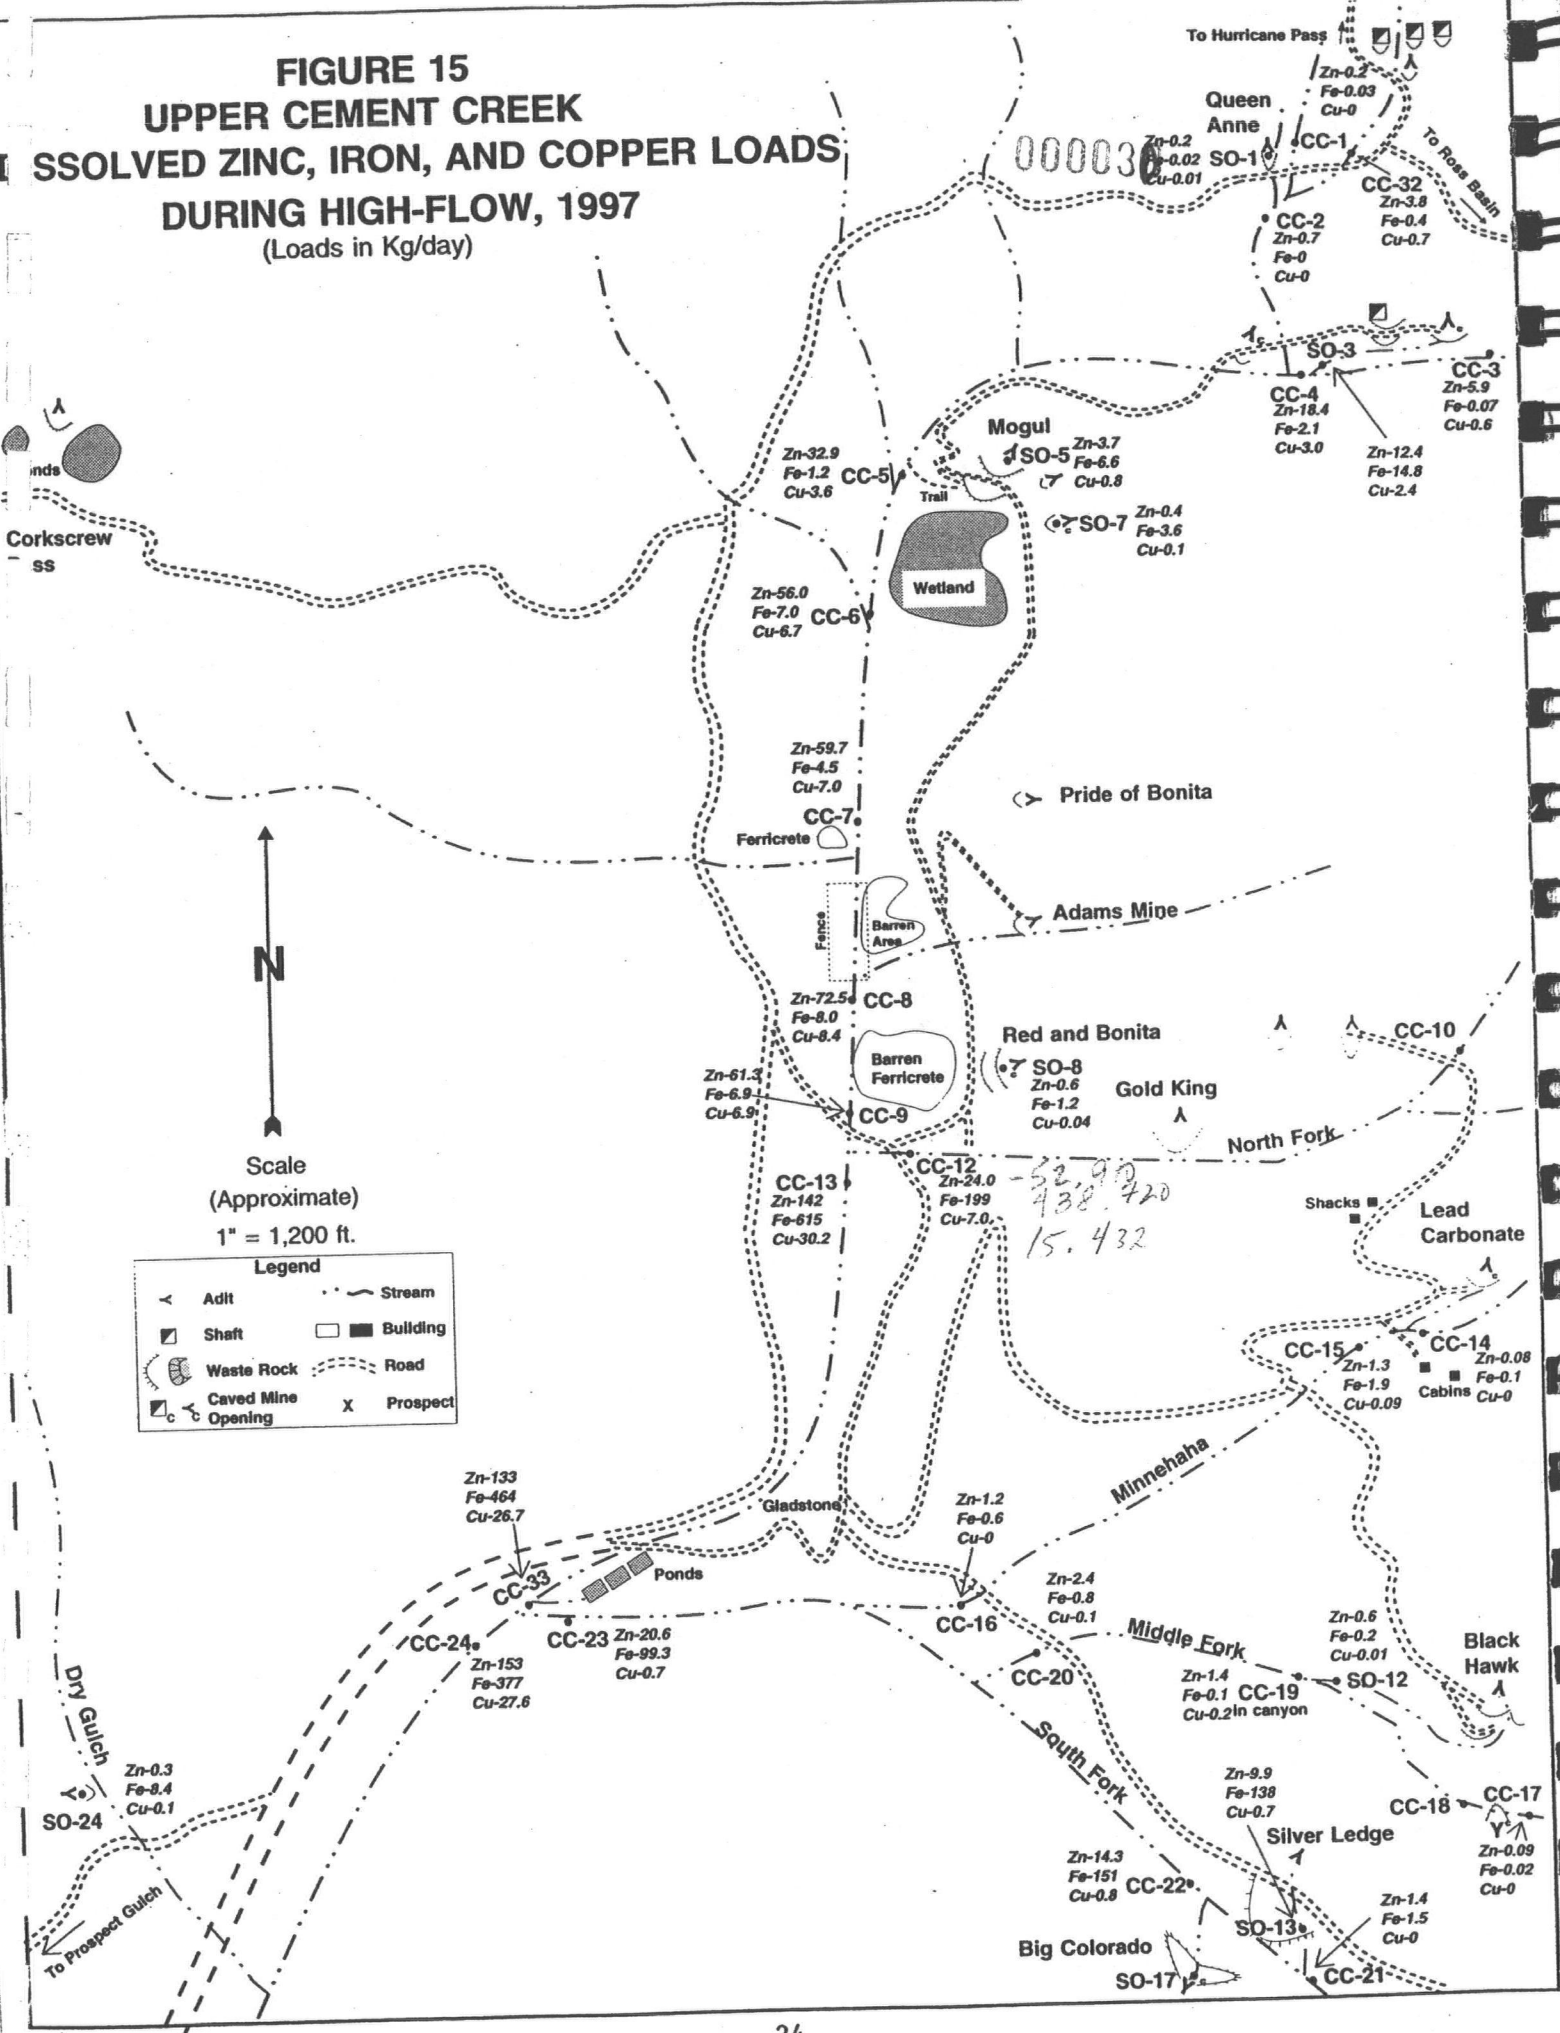 FIGURE 15
UPPER CEMENT CREEK
SSOLVED ZINC, IRON, AND COPPER LOADS
DURING HIGH-FLOW, 1997
(Loads in Kg/day)
To Hurricane Pass
Zn-0.2
Fe-0.03
Cu-0
Queen
Anne
CC-1
00003
Zn-0.2
Fe-0.02
Cu-0.01
SO-1
To Ross Basin
CC-32
Zn-3.8
Fe-0.4
Cu-0.7
CC-2
Zn-0.7
Fe-0
Cu-0
c
SO-3
CC-3
Zn-5.9
Fe-0.07
Cu-0.6
CC-4
Zn-18.4
Fe-2.1
Cu-3.0
Zn-12.4
Fe-14.8
Cu-2.4
nds
Corkscrew
ss
Mogul
SO-5
Zn-3.7
Fe-6.6
Cu-0.8
Zn-32.9
Fe-1.2
Cu-3.6
CC-5
Trail
SO-7
Zn-0.4
Fe-3.6
Cu-0.1
Wetland
Zn-56.0
Fe-7.0
Cu-6.7
CC-6
Zn-59.7
Fe-4.5
Cu-7.0
CC-7
Ferricrete
Pride of Bonita
Adams Mine
Fence
Barren
Area
N
Zn-72.5
Fe-8.0
Cu-8.4
CC-8
Barren
Ferricrete
Red and Bonita
SO-8
Zn-0.6
Fe-1.2
Cu-0.04
Gold King
CC-10
Zn-61.3
Fe-6.9
Cu-6.9
CC-9
North Fork
CC-12
Zn-24.0
Fe-199
Cu-7.0
438.720
15.432
CC-13
Zn-142
Fe-615
Cu-30.2
Scale
(Approximate)
1" = 1,200 ft.
Legend
Adit
Stream
Shaft
Building
Waste Rock
Road
c
c
Caved Mine
Opening
X
Prospect
Shacks
Lead
Carbonate
CC-15
Zn-1.3
Fe-1.9
Cu-0.09
CC-14
Zn-0.08
Fe-0.1
Cu-0
Cabins
Minnehaha
Zn-133
Fe-464
Cu-26.7
Gladstone
CC-33
Ponds
Zn-1.2
Fe-0.6
Cu-0
CC-16
CC-24
Zn-153
Fe-377
Cu-27.6
CC-23
Zn-20.6
Fe-99.3
Cu-0.7
Zn-2.4
Fe-0.8
Cu-0.1
CC-20
Middle Fork
Zn-0.6
Fe-0.2
Cu-0.01
SO-12
Zn-1.4
Fe-0.1
Cu-0.2
CC-19
In canyon
Black
Hawk
Dry Gulch
South Fork
Zn-0.3
Fe-8.4
Cu-0.1
SO-24
To Prospect Gulch
Zn-9.9
Fe-138
Cu-0.7
Silver Ledge
CC-18
CC-17
Zn-0.09
Fe-0.02
Cu-0
Zn-14.3
Fe-151
Cu-0.8
CC-22
SO-13
Zn-1.4
Fe-1.5
Cu-0
CC-21
Big Colorado
SO-17